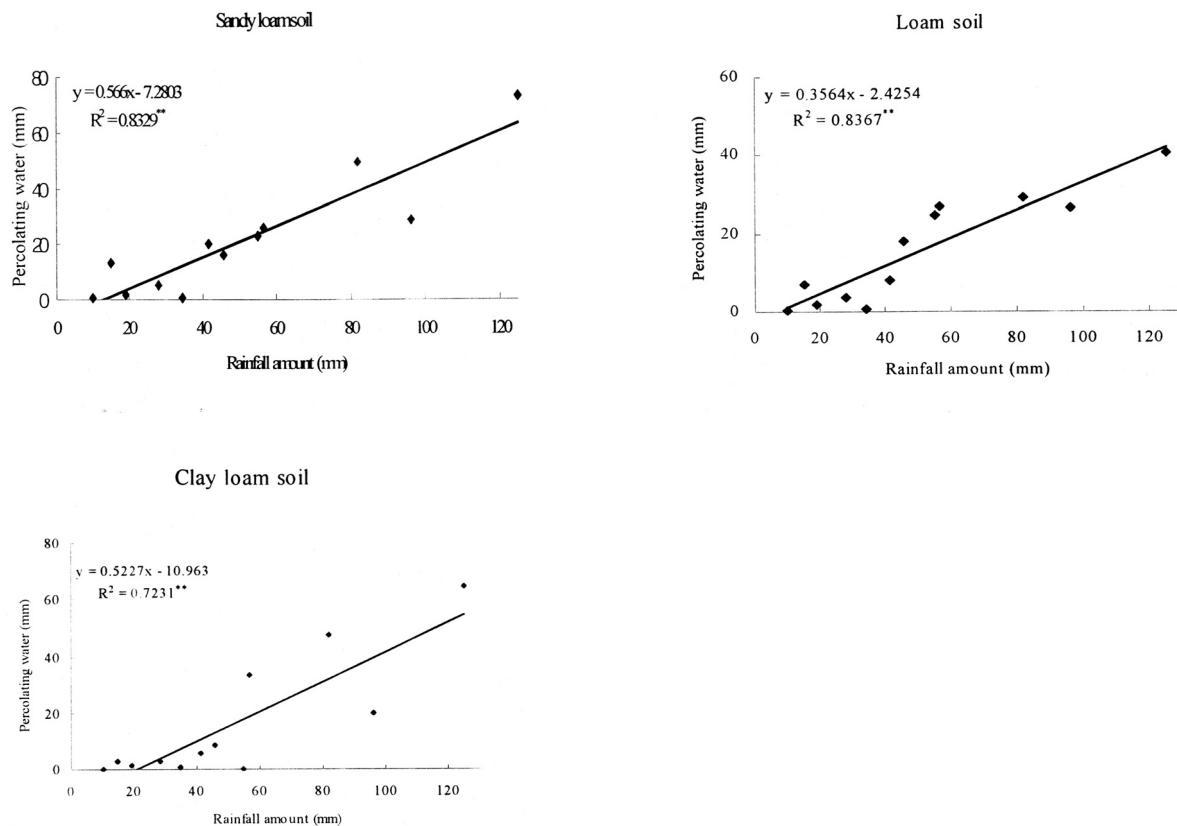 Sandy loam soil
y = 0.566x - 7.2803
R² = 0.8329**
Percolating water (mm)
80
60
40
20
0
0 20 40 60 80 100 120
Rainfall amount (mm)
Loam soil
y = 0.3564x - 2.4254
R² = 0.8367**
Percolating water (mm)
60
40
20
0
0 20 40 60 80 100 120
Rainfall amount (mm)
Clay loam soil
y = 0.5227x - 10.963
R² = 0.7231**
Percolating water (mm)
80
60
40
20
0
0 20 40 60 80 100 120
Rainfall amount (mm)